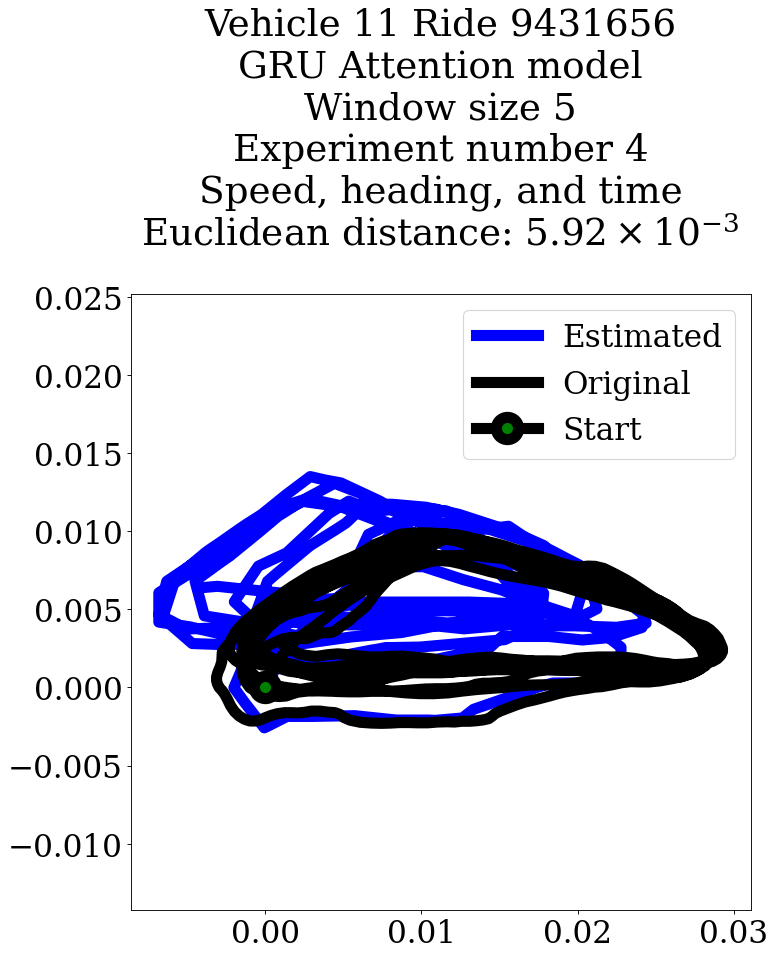 Vehicle 11 Ride 9431656
GRU Attention model
Window size 5
Experiment number 4
Speed, heading, and time
Euclidean distance: 5.92 × 10⁻³
0.025
0.020
0.015
0.010
0.005
0.000
−0.005
−0.010
Estimated
Original
Start
0.00 0.01 0.02 0.03